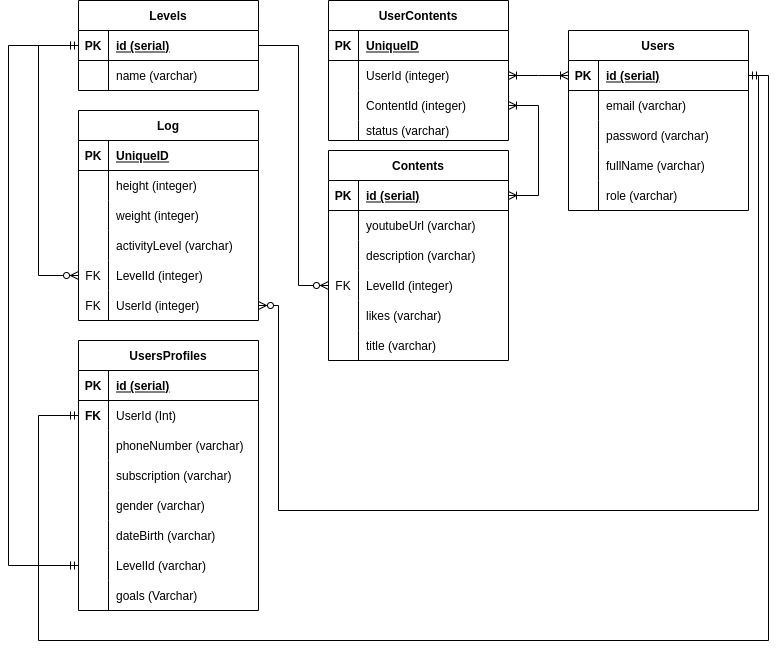 Levels
PK id (serial)
name (varchar)
Log
PK UniqueID
height (integer)
weight (integer)
activityLevel (varchar)
FK LevelId (integer)
FK UserId (integer)
UsersProfiles
PK id (serial)
FK UserId (Int)
phoneNumber (varchar)
subscription (varchar)
gender (varchar)
dateBirth (varchar)
LevelId (varchar)
goals (Varchar)
UserContents
PK UniqueID
UserId (integer)
ContentId (integer)
status (varchar)
Contents
PK id (serial)
youtubeUrl (varchar)
description (varchar)
FK LevelId (integer)
likes (varchar)
title (varchar)
Users
PK id (serial)
email (varchar)
password (varchar)
fullName (varchar)
role (varchar)